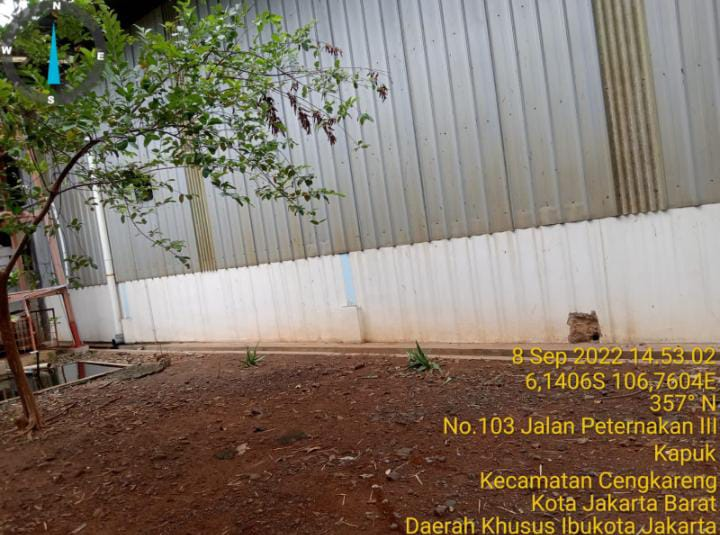 N
W E
S
8 Sep 2022 14.53.02
6,1406S 106,7604E
357° N
No.103 Jalan Peternakan III
Kapuk
Kecamatan Cengkareng
Kota Jakarta Barat
Daerah Khusus Ibukota Jakarta